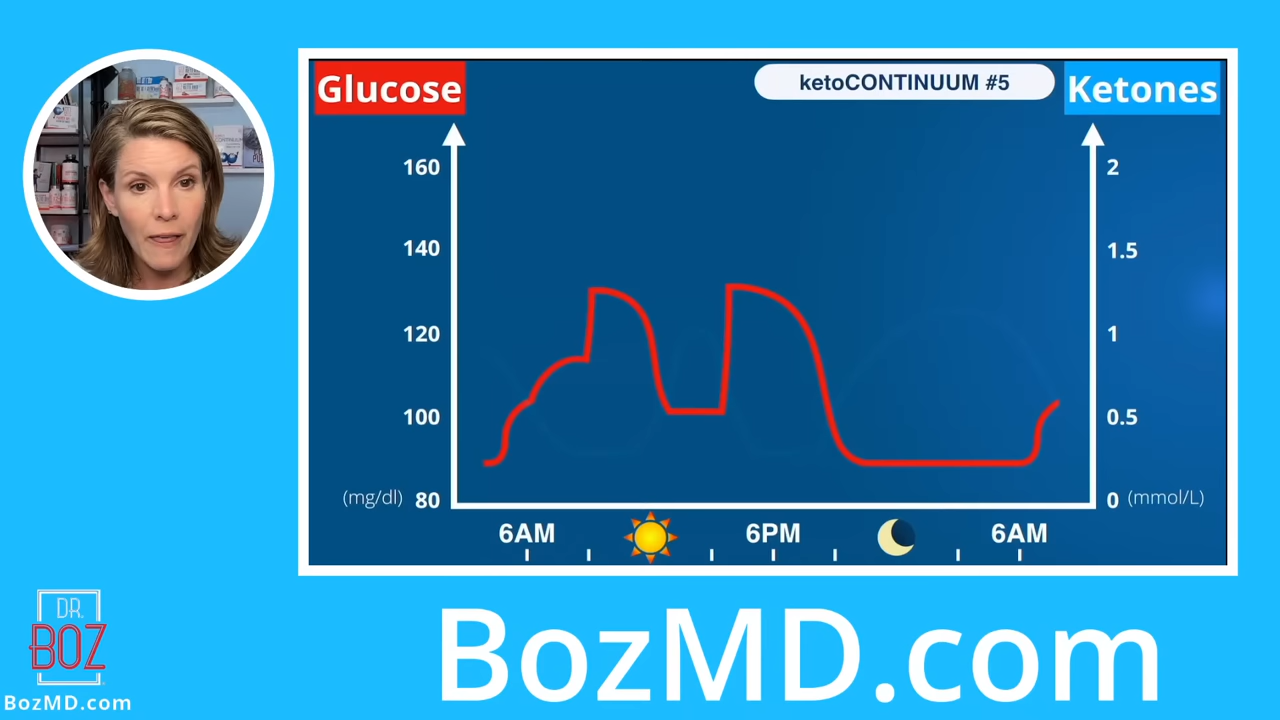 Glucose
ketoCONTINUUM #5
Ketones
160
140
120
100
(mg/dl) 80
2
1.5
1
0.5
0 (mmol/L)
6AM
6PM
6AM
DR.
BOZ
BozMD.com
BozMD.com